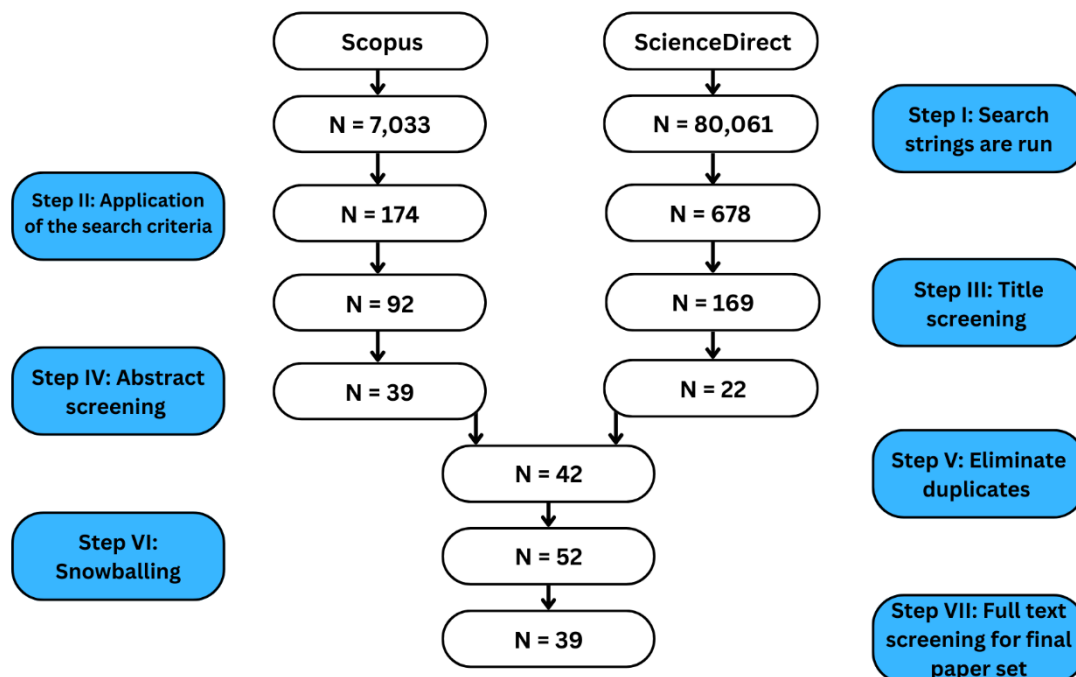 Scopus
ScienceDirect
N = 7,033
N = 80,061
Step I: Search
strings are run
Step II: Application
of the search criteria
N = 174
N = 678
N = 92
N = 169
Step III: Title
screening
Step IV: Abstract
screening
N = 39
N = 22
N = 42
Step V: Eliminate
duplicates
Step VI:
Snowballing
N = 52
N = 39
Step VII: Full text
screening for final
paper set